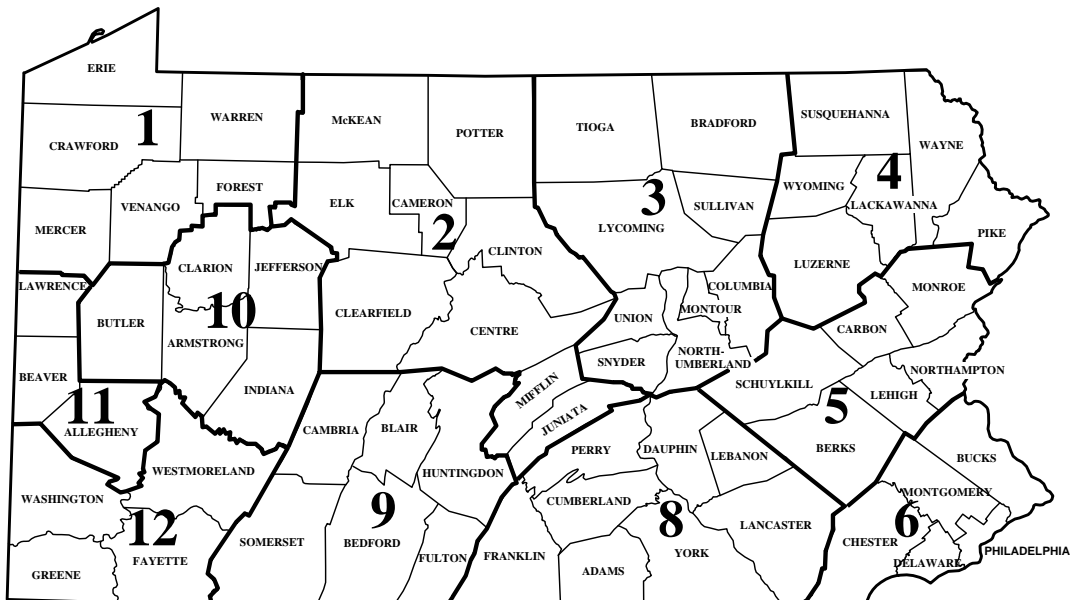 ERIE
WARREN
McKEAN
POTTER
TIOGA
BRADFORD
SUSQUEHANNA
WAYNE
1
CRAWFORD
FOREST
VENANGO
ELK
CAMERON
2
3
LYCOMING
SULLIVAN
WYOMING
4
LACKAWANNA
PIKE
MERCER
CLINTON
LUZERNE
LAWRENCE
CLARION
JEFFERSON
COLUMBIA
MONROE
BUTLER
10
ARMSTRONG
CLEARFIELD
CENTRE
UNION
MONTOUR
CARBON
BEAVER
INDIANA
SNYDER
NORTH-
UMBERLAND
NORTHAMPTON
MIFFLIN
SCHUYLKILL
LEHIGH
11
ALLEGHENY
CAMBRIA
BLAIR
JUNIATA
5
PERRY
DAUPHIN
LEBANON
BERKS
BUCKS
WESTMORELAND
HUNTINGDON
WASHINGTON
CUMBERLAND
MONTGOMERY
12
FAYETTE
SOMERSET
9
BEDFORD
FULTON
FRANKLIN
8
YORK
LANCASTER
6
CHESTER
PHILADELPHIA
GREENE
ADAMS
DELAWARE